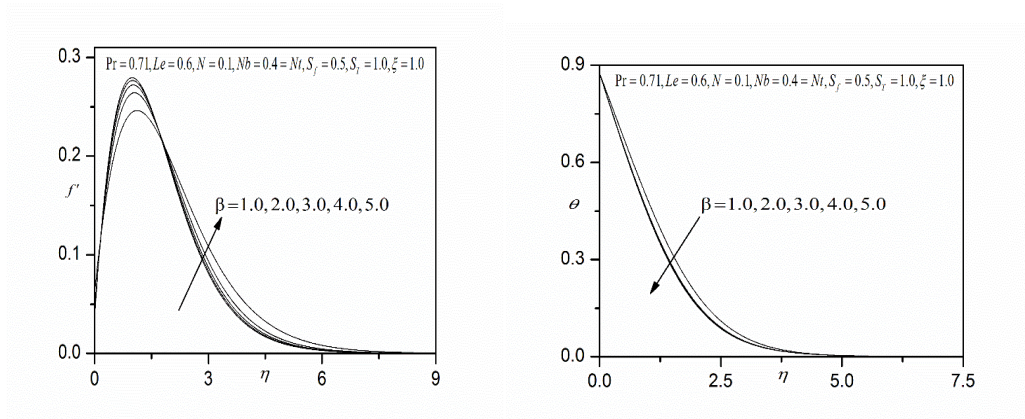 0.3
Pr = 0.71, Le = 0.6, N = 0.1, Nb = 0.4 = Nt, S_f = 0.5, S_T = 1.0, ξ = 1.0
0.2
f'
β=1.0, 2.0, 3.0, 4.0, 5.0
0.1
0.0
0 3 6 9
η
0.9
Pr = 0.71, Le = 0.6, N = 0.1, Nb = 0.4 = Nt, S_f = 0.5, S_T = 1.0, ξ = 1.0
0.6
θ
β=1.0, 2.0, 3.0, 4.0, 5.0
0.3
0.0
0.0 2.5 5.0 7.5
η